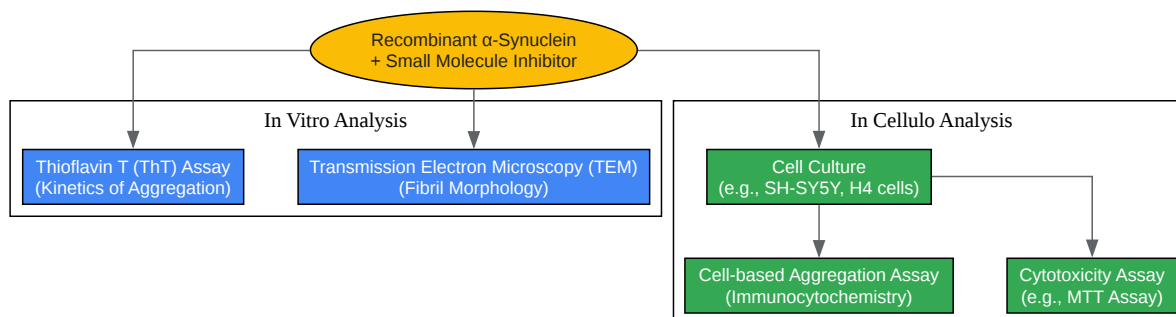 Recombinant α-Synuclein
+ Small Molecule Inhibitor
In Vitro Analysis
Thioflavin T (ThT) Assay
(Kinetics of Aggregation)
Transmission Electron Microscopy (TEM)
(Fibril Morphology)
In Cellulo Analysis
Cell Culture
(e.g., SH-SY5Y, H4 cells)
Cell-based Aggregation Assay
(Immunocytochemistry)
Cytotoxicity Assay
(e.g., MTT Assay)